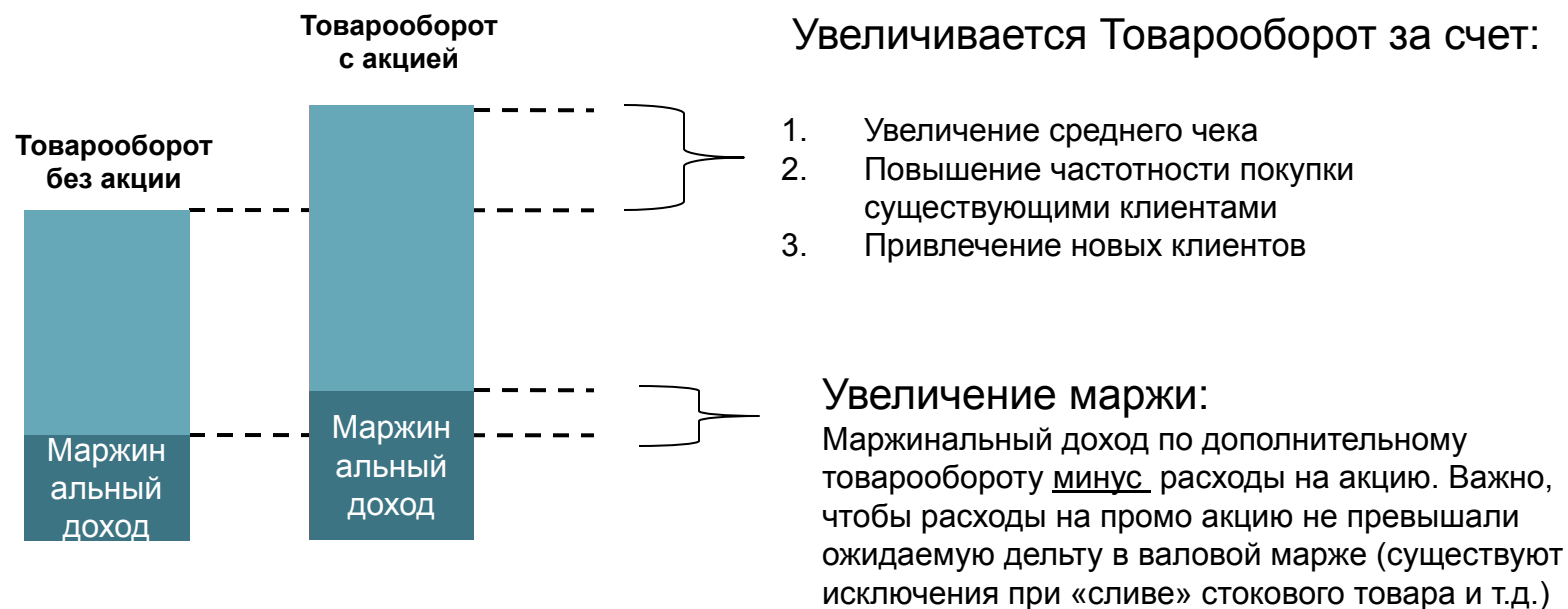 Товарооборот
с акцией
Увеличивается Товарооборот за счет:
Товарооборот
без акции
1. Увеличение среднего чека
2. Повышение частотности покупки
существующими клиентами
3. Привлечение новых клиентов
Маржин
альный
доход
Маржин
альный
доход
Увеличение маржи:
Маржинальный доход по дополнительному
товарообороту минус расходы на акцию. Важно,
чтобы расходы на промо акцию не превышали
ожидаемую дельту в валовой марже (существуют
исключения при «сливе» стокового товара и т.д.)